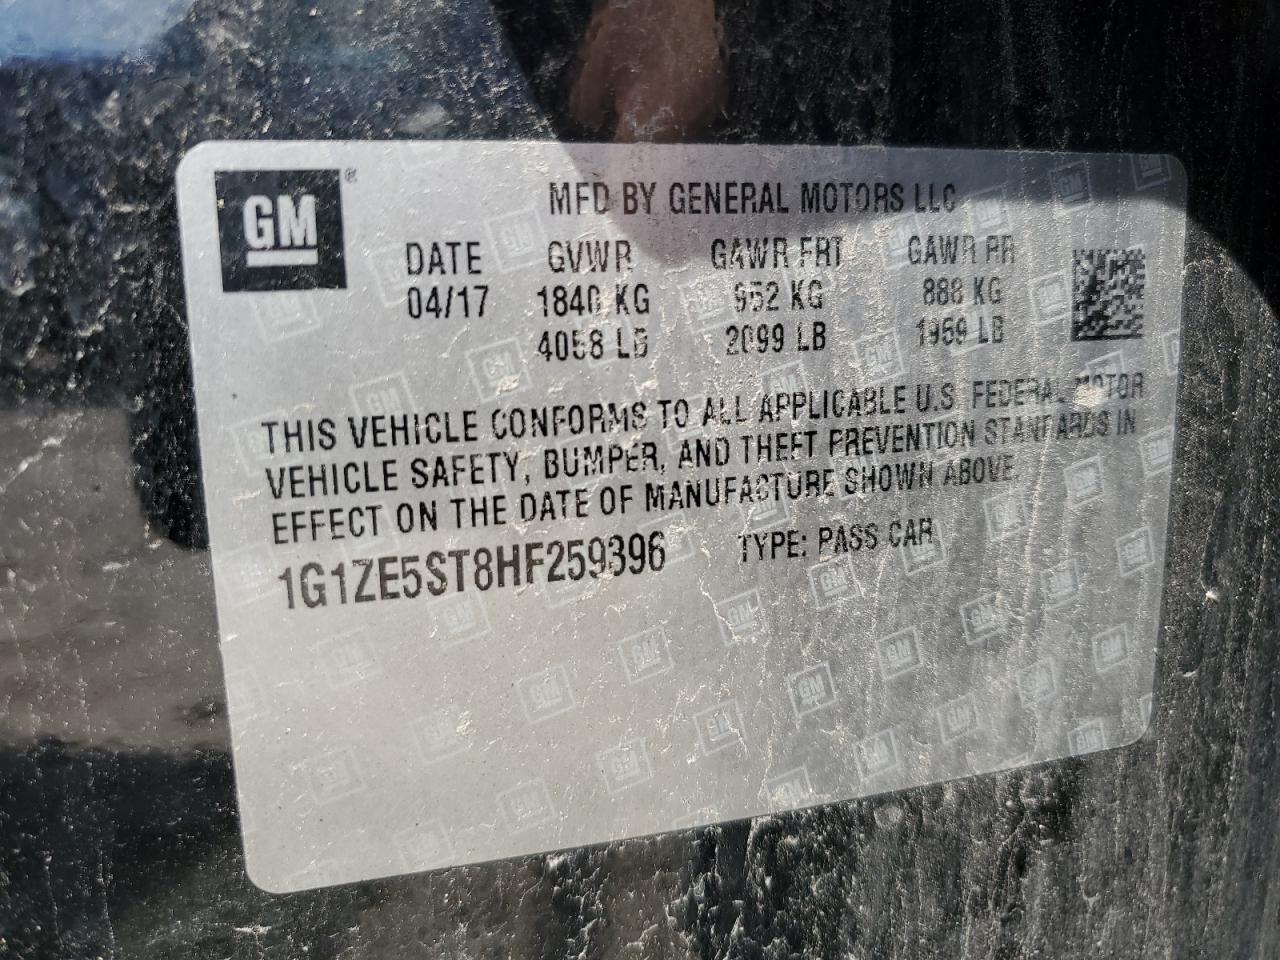 GM®
MFD BY GENERAL MOTORS LLC
DATE GVWR GAWR FRT GAWR RR
04/17 1840 KG 952 KG 888 KG
4058 LB 2099 LB 1959 LB
THIS VEHICLE CONFORMS TO ALL APPLICABLE U.S. FEDERAL MOTOR
VEHICLE SAFETY, BUMPER, AND THEFT PREVENTION STANDARDS IN
EFFECT ON THE DATE OF MANUFACTURE SHOWN ABOVE.
1G1ZE5ST8HF259396 TYPE: PASS CAR